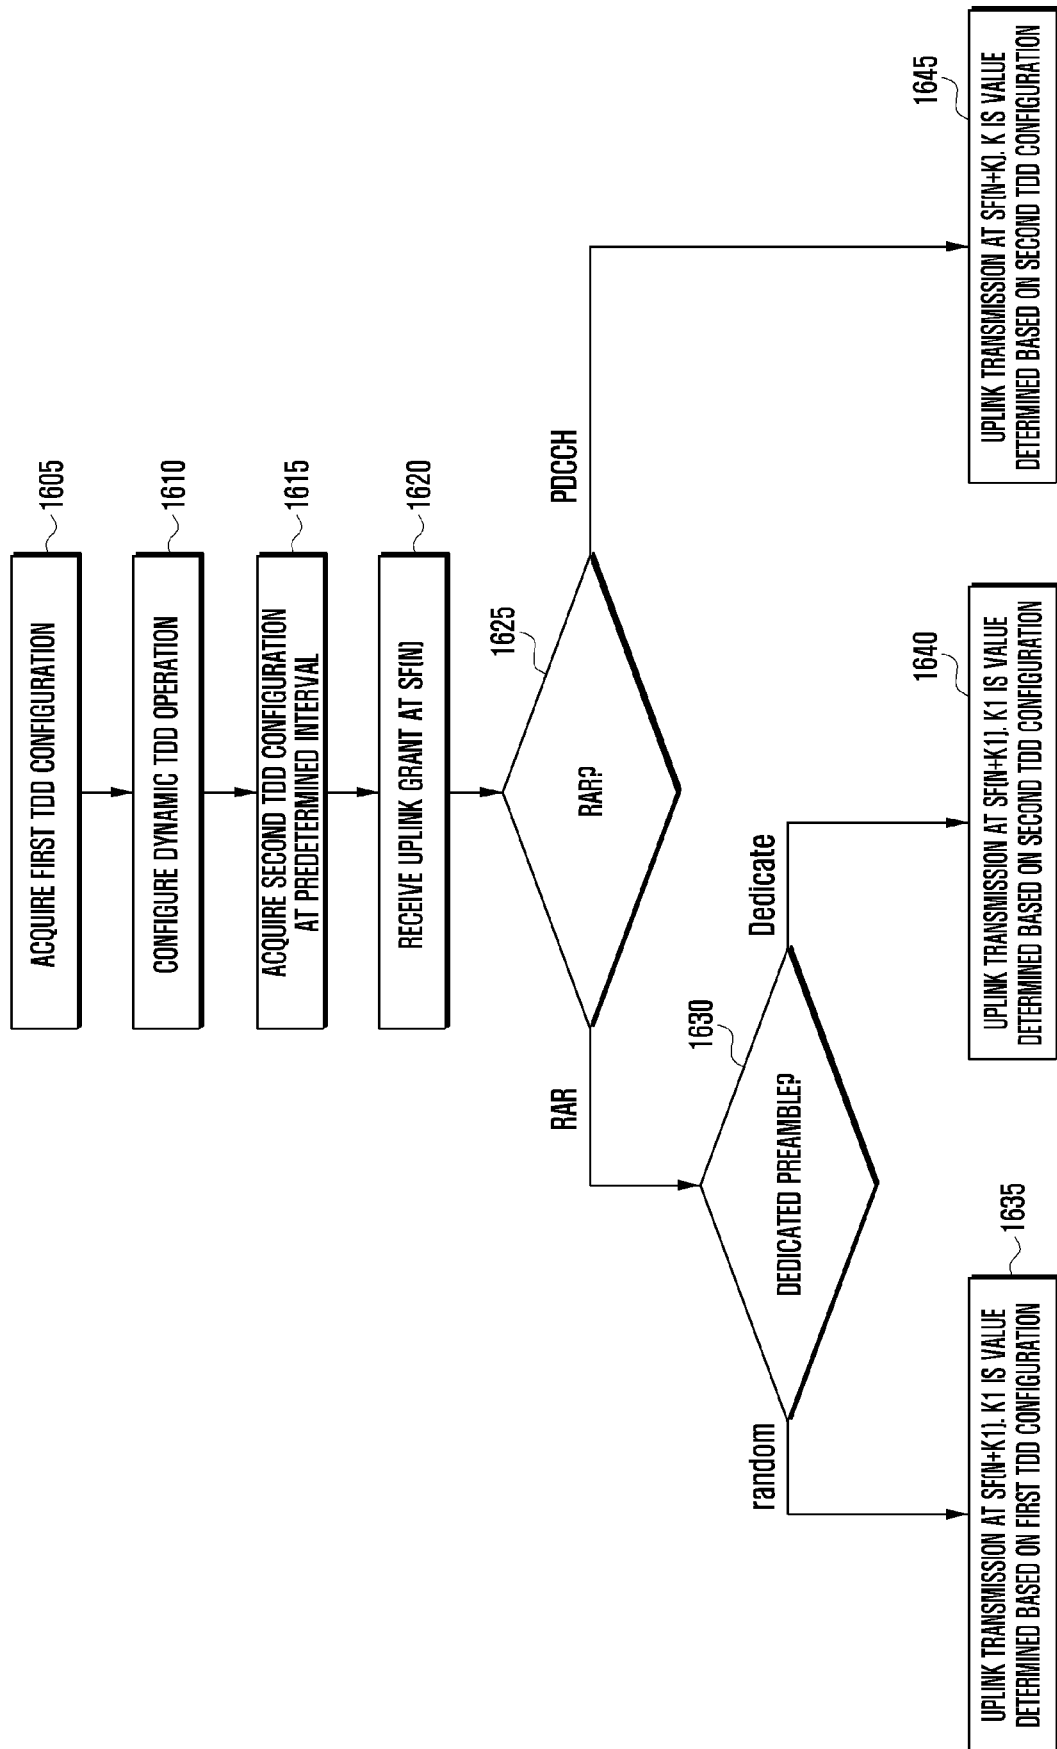 ACQUIRE FIRST TDD CONFIGURATION
1605
CONFIGURE DYNAMIC TDD OPERATION
1610
ACQUIRE SECOND TDD CONFIGURATION
AT PREDETERMINED INTERVAL
1615
RECEIVE UPLINK GRANT AT SF(N)
1620
RAR?
1625
RAR
PDCCH
DEDICATED PREAMBLE?
1630
random
Dedicate
UPLINK TRANSMISSION AT SF(N+K1). K1 IS VALUE
DETERMINED BASED ON FIRST TDD CONFIGURATION
1635
UPLINK TRANSMISSION AT SF(N+K1). K1 IS VALUE
DETERMINED BASED ON SECOND TDD CONFIGURATION
1640
UPLINK TRANSMISSION AT SF(N+K). K IS VALUE
DETERMINED BASED ON SECOND TDD CONFIGURATION
1645